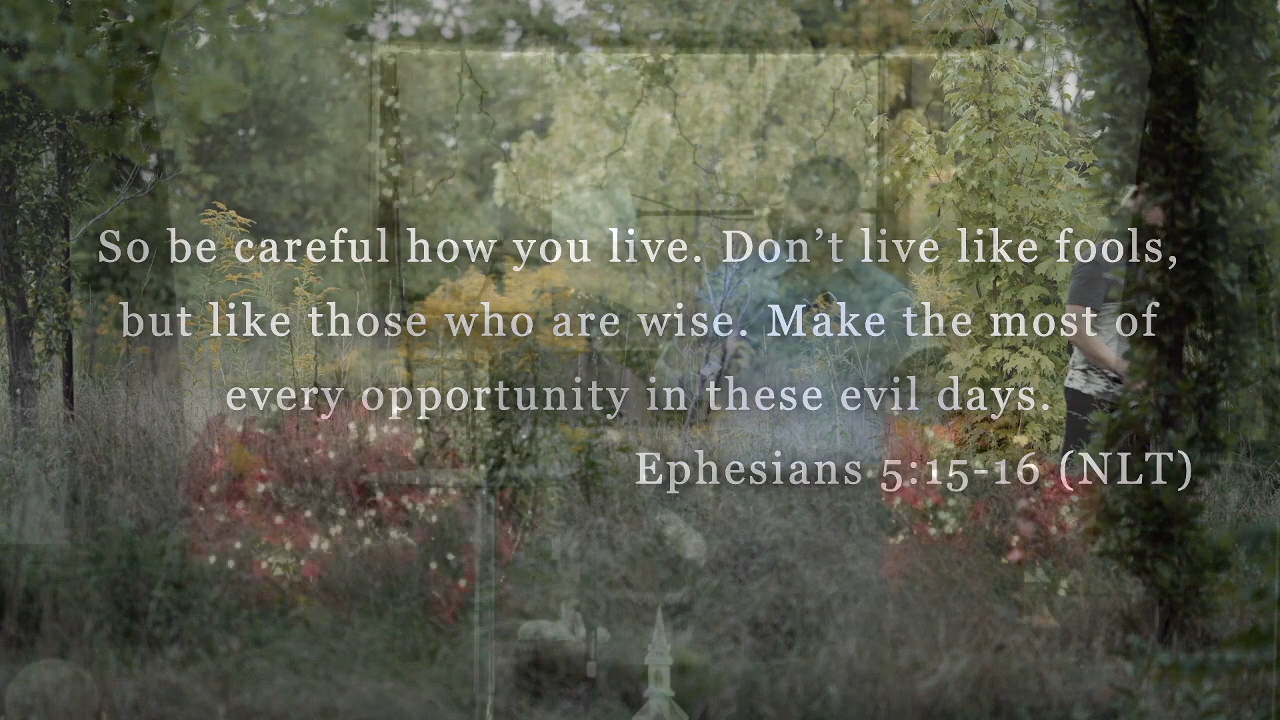 So be careful how you live. Don’t live like fools,
but like those who are wise. Make the most of
every opportunity in these evil days.
Ephesians 5:15-16 (NLT)